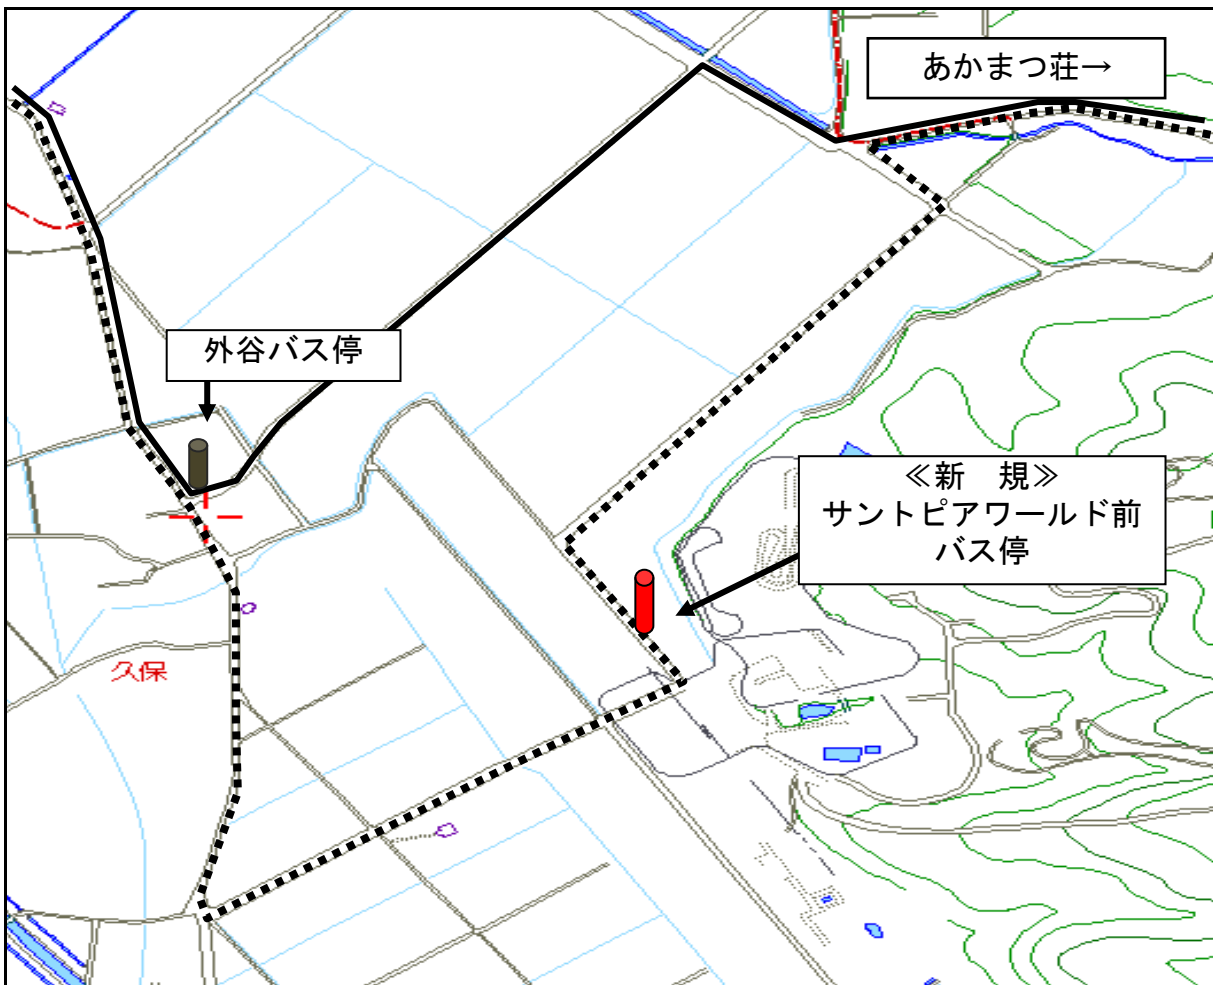 あかまつ荘→
外谷バス停
≪新　規≫
サントピアワールド前
バス停
久保